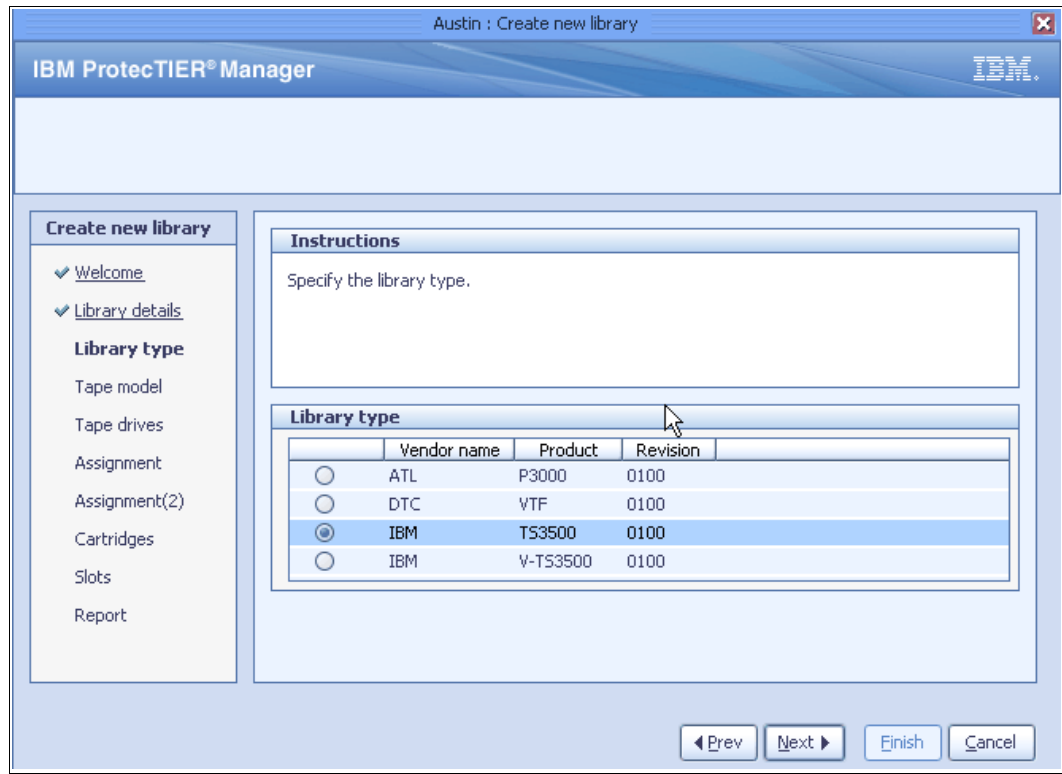 Austin : Create new library
IBM ProtecTIER® Manager
IBM.
Create new library
Welcome
Library details
Library type
Tape model
Tape drives
Assignment
Assignment(2)
Cartridges
Slots
Report
Instructions
Specify the library type.
Library type
Vendor name Product Revision
ATL P3000 0100
DTC VTF 0100
IBM TS3500 0100
IBM V-TS3500 0100
Prev Next Finish Cancel